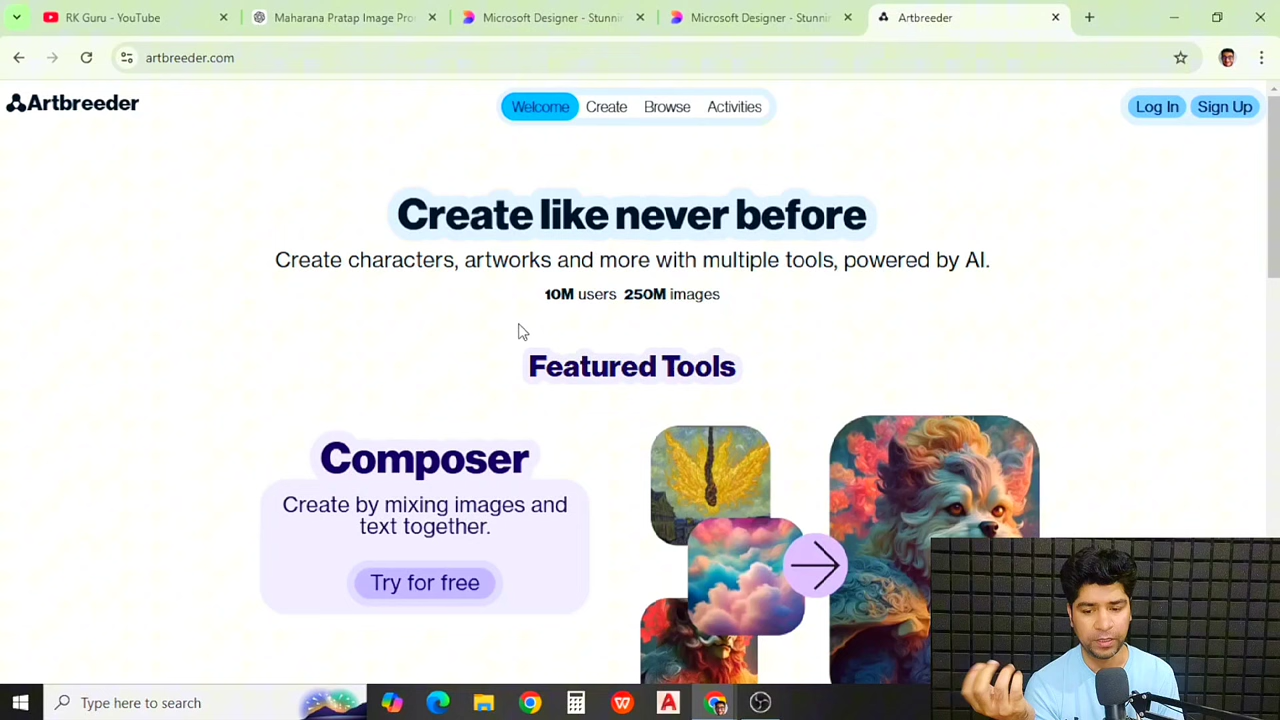 RK Guru - YouTube
Maharana Pratap Image Pro
Microsoft Designer - Stunni
Microsoft Designer - Stunni
Artbreeder
artbreeder.com
Artbreeder
Welcome
Create
Browse
Activities
Log In
Sign Up
Create like never before
Create characters, artworks and more with multiple tools, powered by AI.
10M users 250M images
Featured Tools
Composer
Create by mixing images and
text together.
Try for free
Type here to search